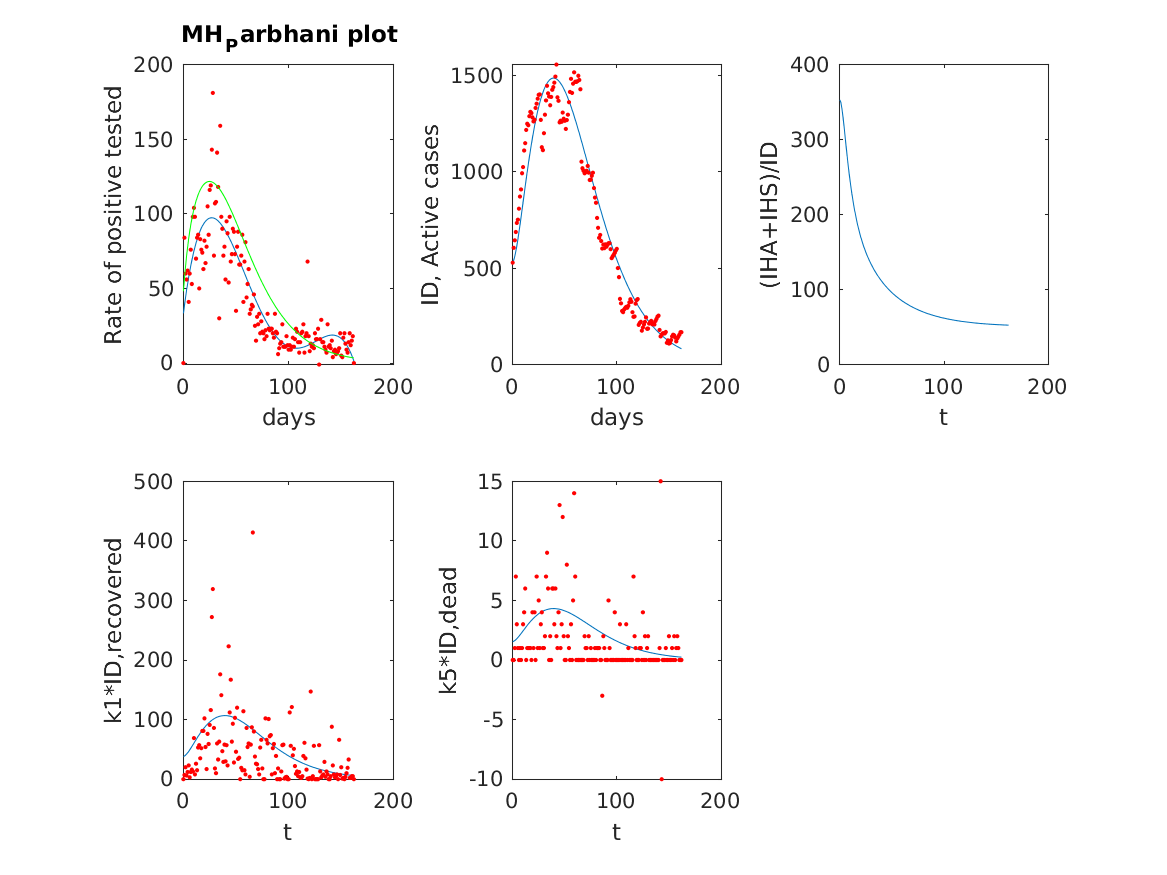 MH_Parbhani plot
200
150
100
50
0
0 100 200
days
Rate of positive tested
1500
1000
500
0
0 100 200
days
ID, Active cases
400
300
200
100
0
0 100 200
t
(IHA+IHS)/ID
500
400
300
200
100
0
0 100 200
t
k1*ID,recovered
15
10
5
0
-5
-10
0 100 200
t
k5*ID,dead